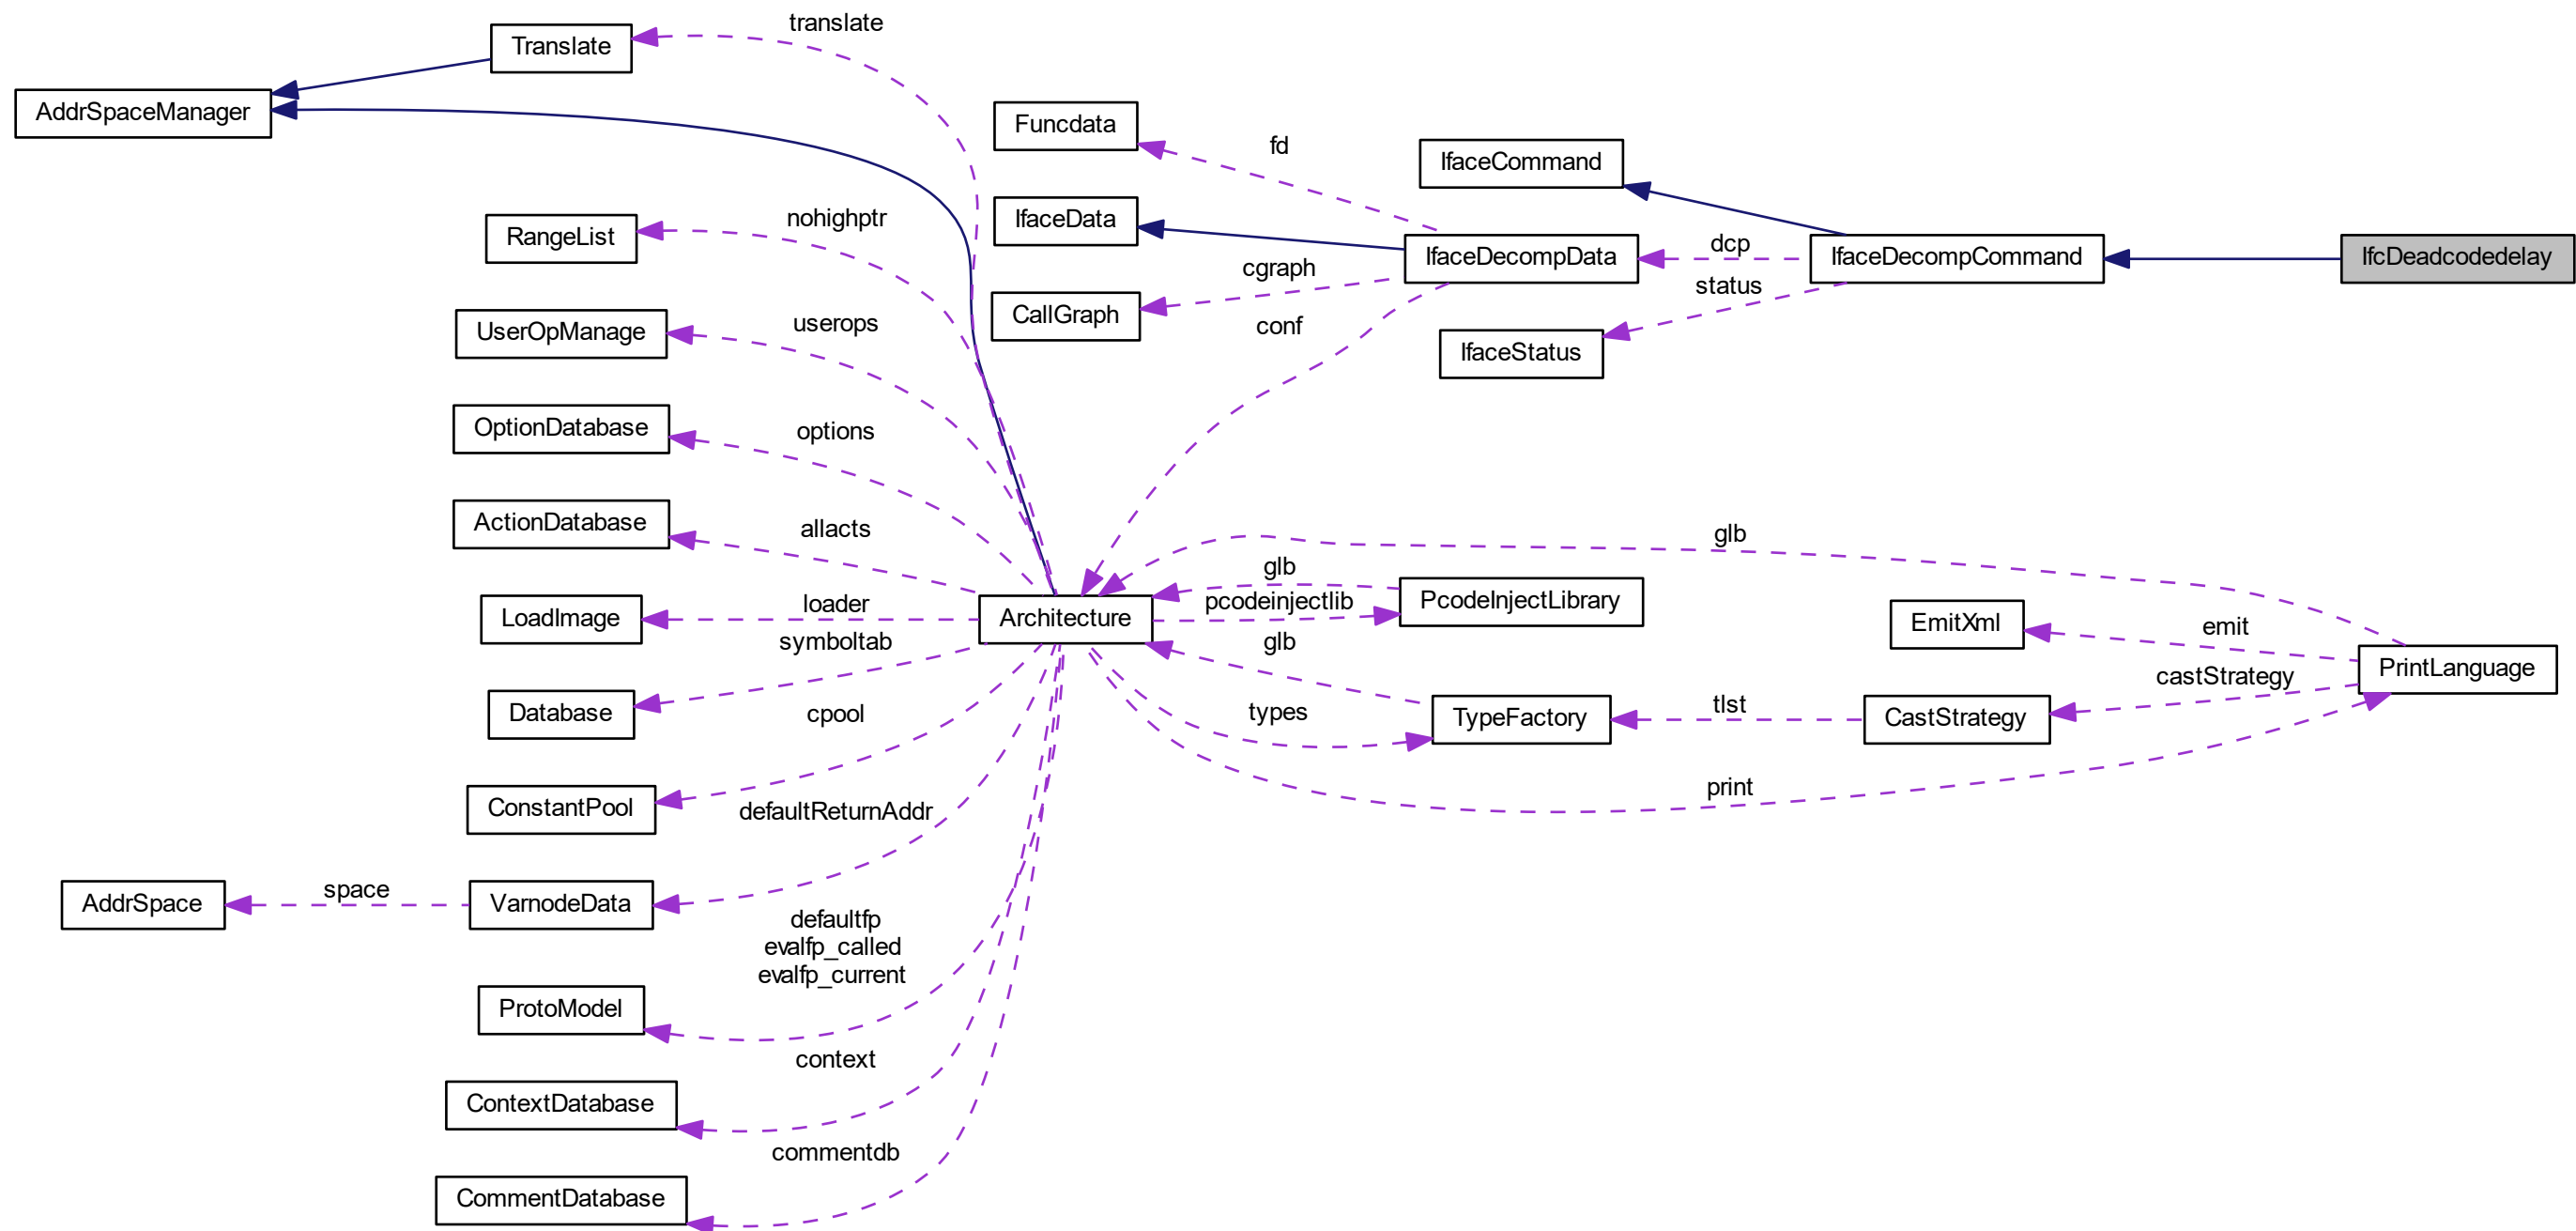 translate
Translate
AddrSpaceManager
Funcdata
fd
IfaceCommand
nohighptr
RangeList
IfaceData
IfaceDecompData
dcp
IfaceDecompCommand
IfcDeadcodedelay
cgraph
status
CallGraph
userops
conf
UserOpManage
IfaceStatus
OptionDatabase
options
ActionDatabase
allacts
glb
glb
LoadImage
loader
Architecture
pcodeinjectlib
PcodeInjectLibrary
EmitXml
emit
symboltab
glb
PrintLanguage
castStrategy
Database
cpool
types
TypeFactory
tlst
CastStrategy
ConstantPool
defaultReturnAddr
print
AddrSpace
space
VarnodeData
defaultfp
evalfp_called
evalfp_current
ProtoModel
context
ContextDatabase
commentdb
CommentDatabase